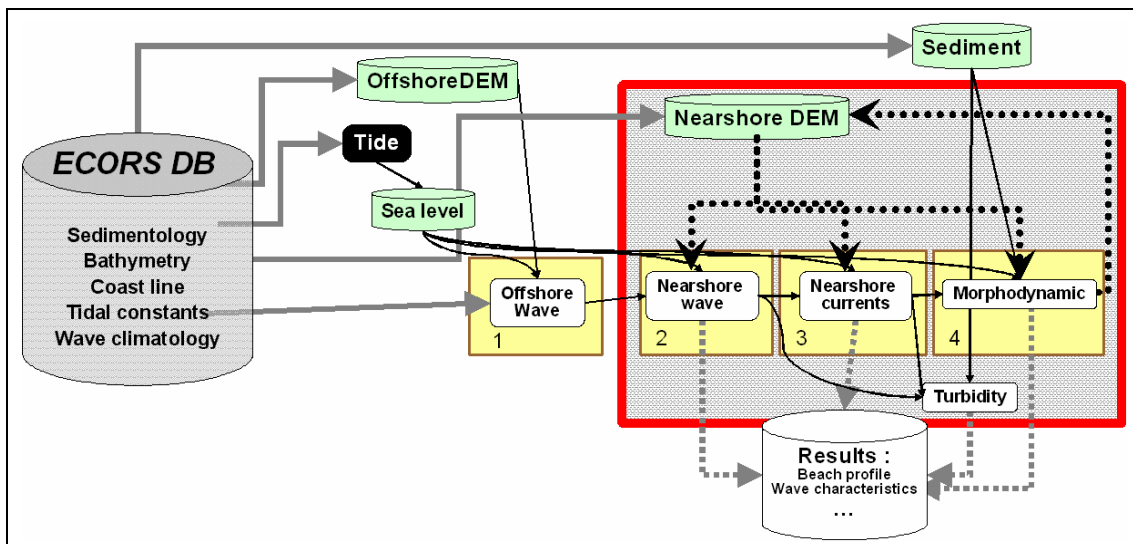 Sediment
OffshoreDEM
Nearshore DEM
Tide
ECORS DB
Sea level
Sedimentology
Bathymetry
Coast line
Tidal constants
Wave climatology
Offshore
Wave
1
Nearshore
wave
2
Nearshore
currents
3
Morphodynamic
4
Turbidity
Results :
Beach profile
Wave characteristics
...